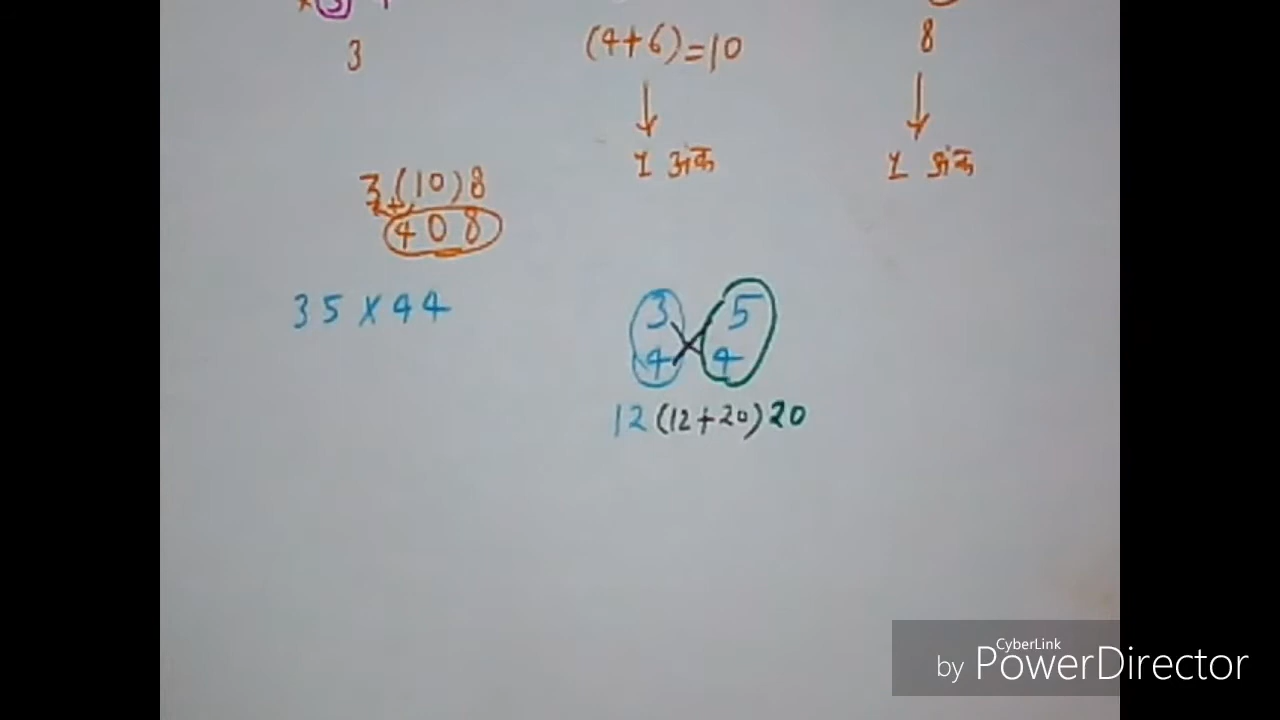 3
(4+6)=10
8
1 अंक
1 अंक
3(10)8
408
35×44
3 5
4 4
12(12+20)20
CyberLink
by PowerDirector